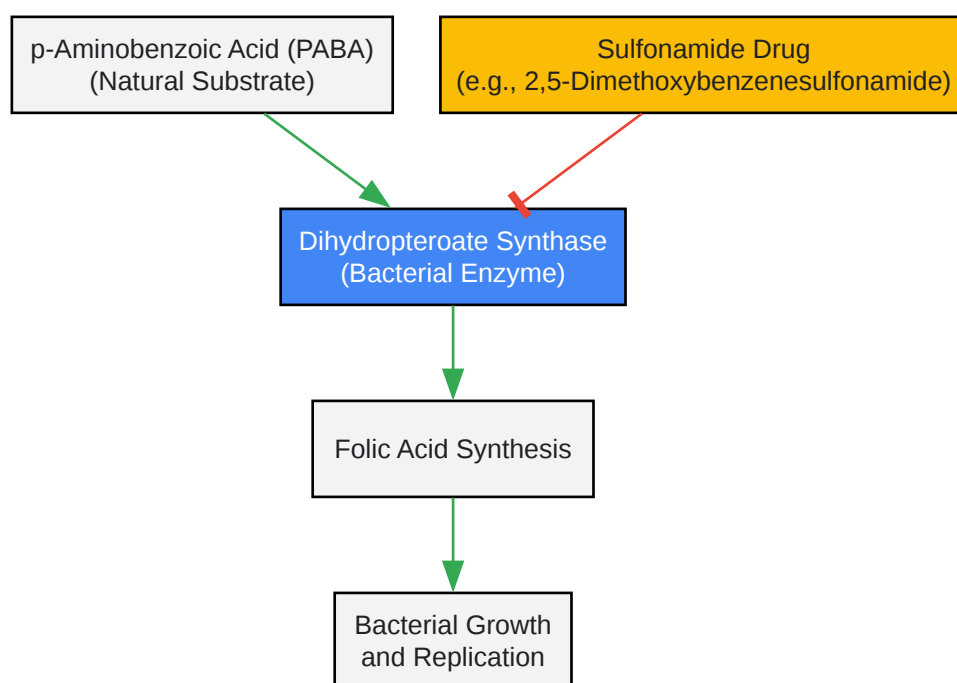 p-Aminobenzoic Acid (PABA)
(Natural Substrate)
Sulfonamide Drug
(e.g., 2,5-Dimethoxybenzenesulfonamide)
Dihydropteroate Synthase
(Bacterial Enzyme)
Folic Acid Synthesis
Bacterial Growth
and Replication